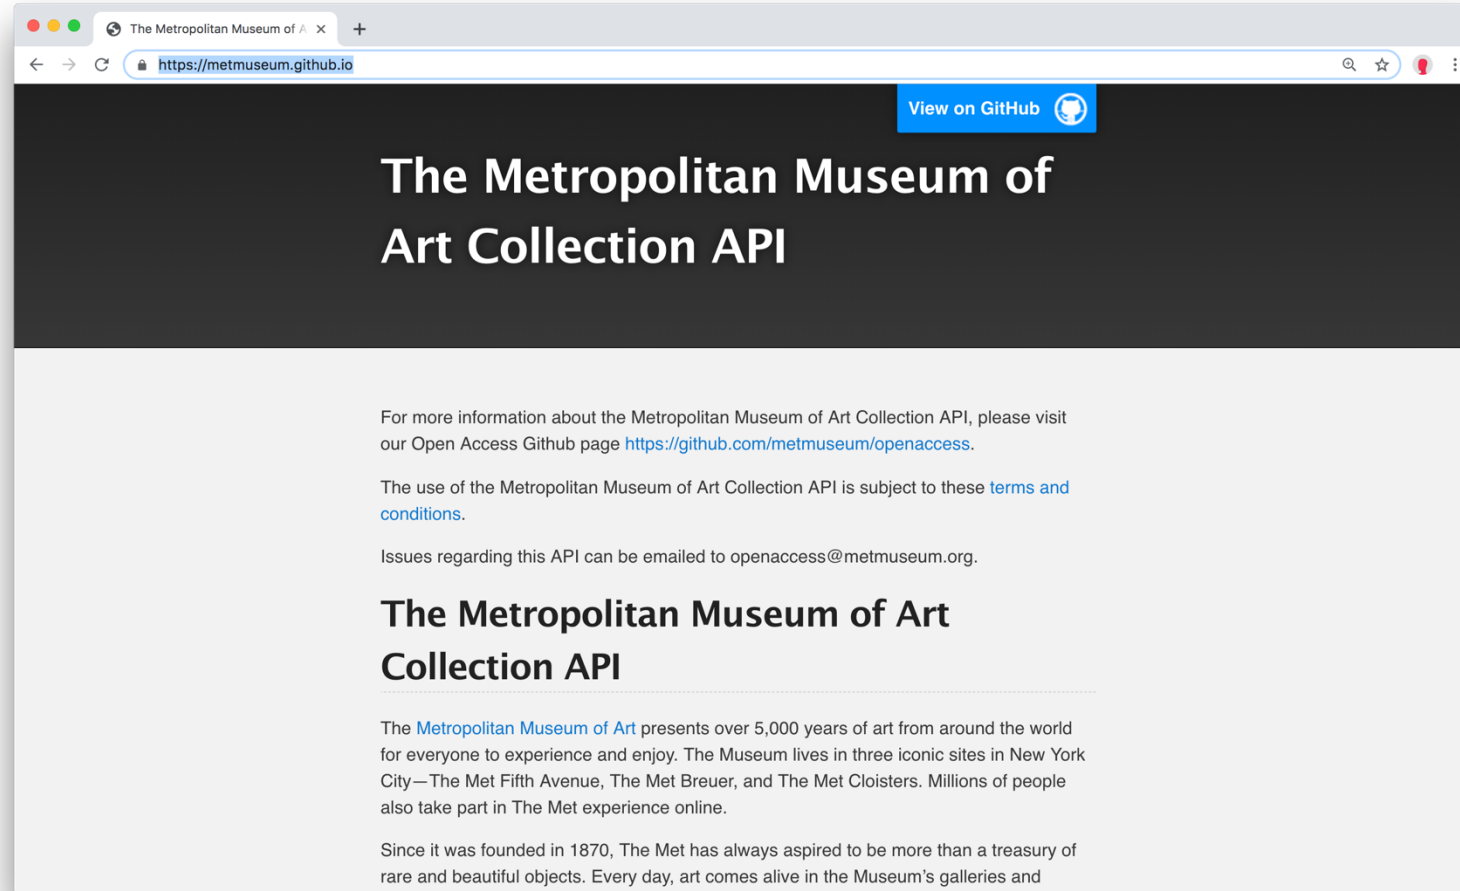 The Metropolitan Museum of A
https://metmuseum.github.io
View on GitHub
The Metropolitan Museum of
Art Collection API
For more information about the Metropolitan Museum of Art Collection API, please visit
our Open Access Github page https://github.com/metmuseum/openaccess.
The use of the Metropolitan Museum of Art Collection API is subject to these terms and
conditions.
Issues regarding this API can be emailed to openaccess@metmuseum.org.
The Metropolitan Museum of Art
Collection API
The Metropolitan Museum of Art presents over 5,000 years of art from around the world
for everyone to experience and enjoy. The Museum lives in three iconic sites in New York
City—The Met Fifth Avenue, The Met Breuer, and The Met Cloisters. Millions of people
also take part in The Met experience online.
Since it was founded in 1870, The Met has always aspired to be more than a treasury of
rare and beautiful objects. Every day, art comes alive in the Museum's galleries and